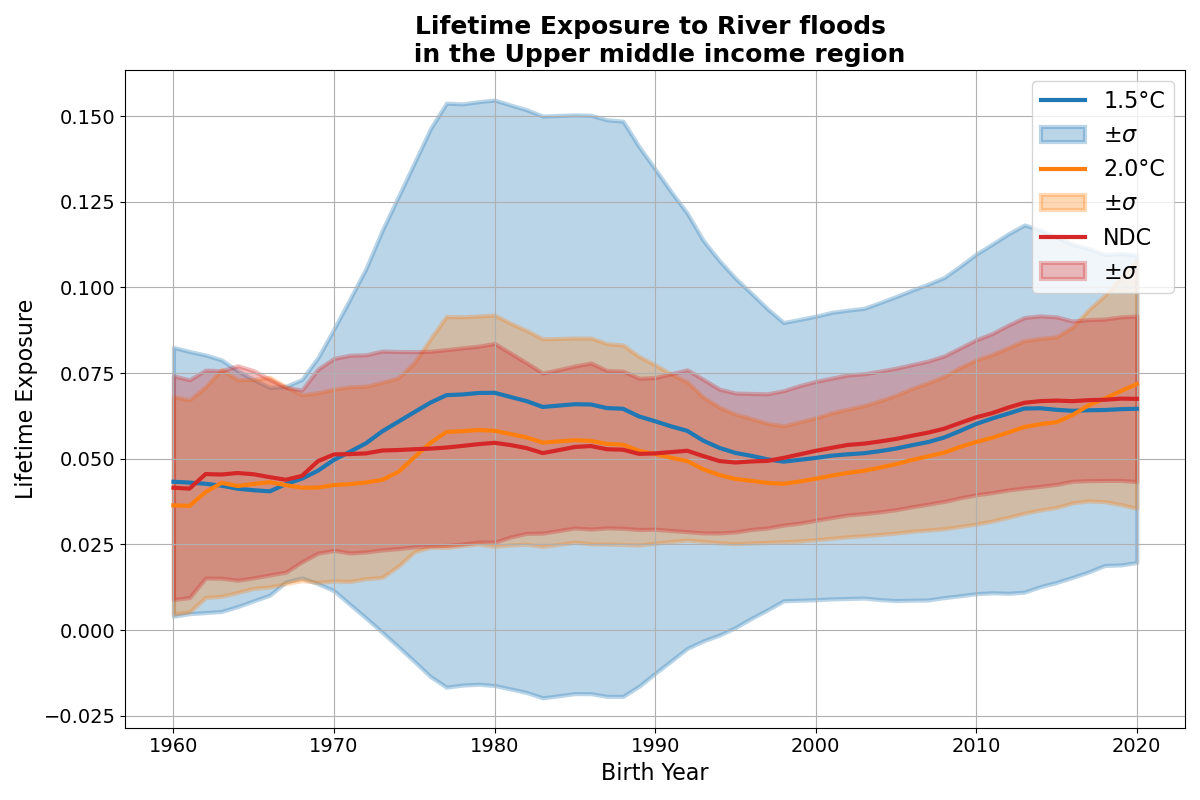 Lifetime Exposure to River floods
in the Upper middle income region
0.150
0.125
0.100
0.075
0.050
0.025
0.000
−0.025
Lifetime Exposure
1.5°C
±σ
2.0°C
±σ
NDC
±σ
1960
1970
1980
1990
2000
2010
2020
Birth Year